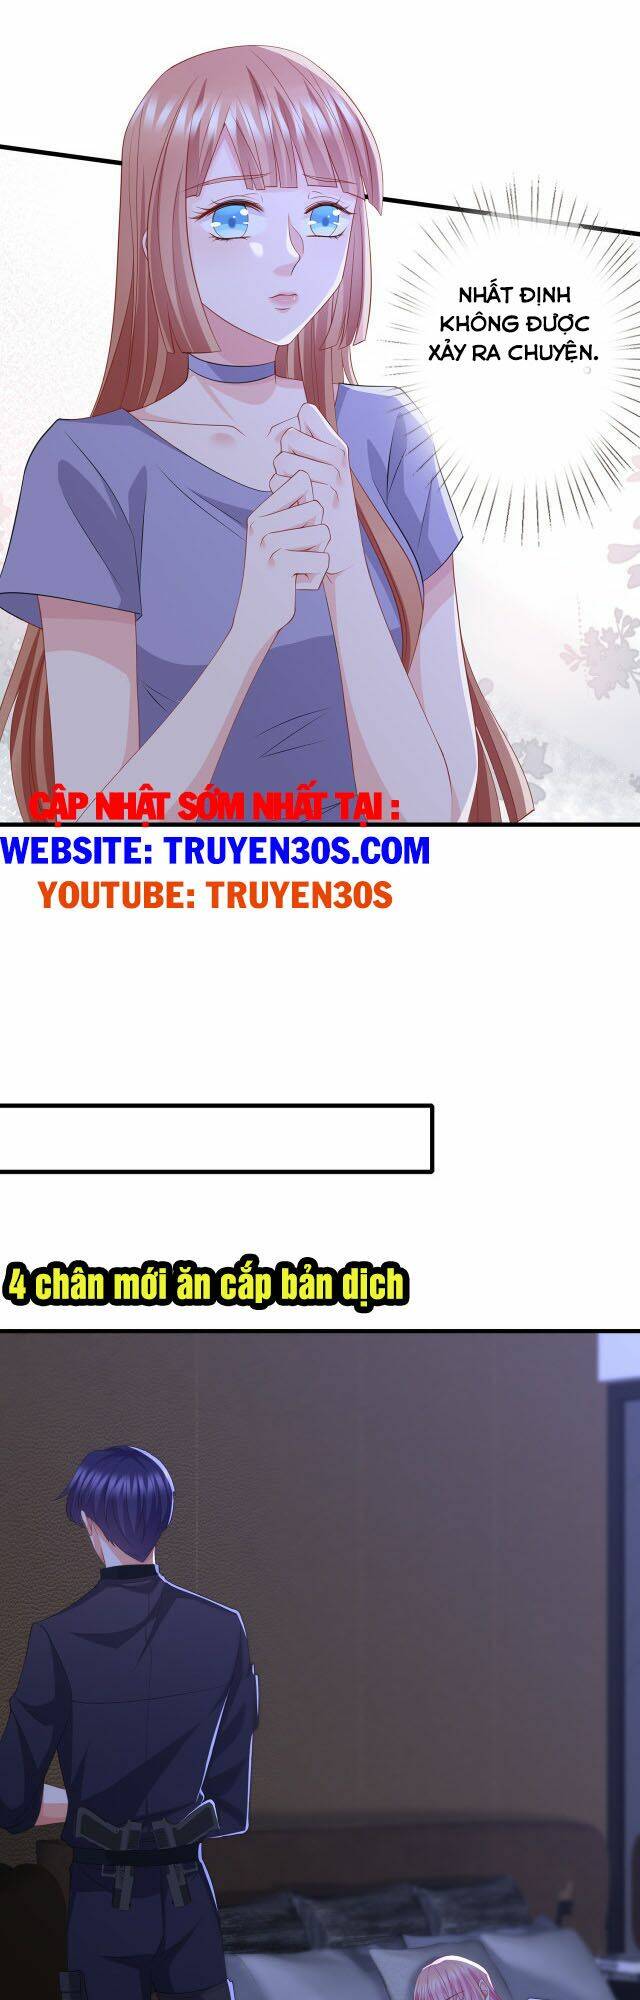 NHẤT ĐỊNH
KHÔNG ĐƯỢC
XẢY RA CHUYỆN.
CẬP NHẬT SỚM NHẤT TẠI :
WEBSITE: TRUYEN30S.COM
YOUTUBE: TRUYEN30S
4 chân mới ăn cắp bản dịch